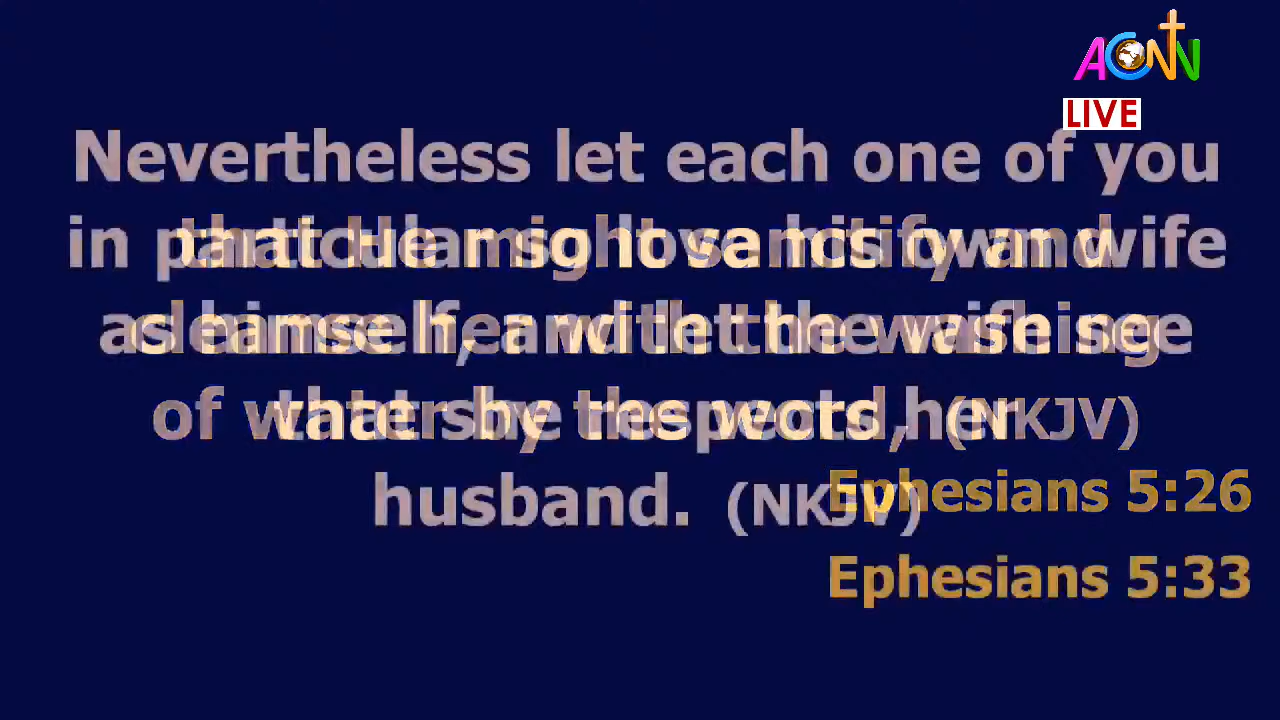 ACNN
LIVE
Nevertheless let each one of you
in particular so love his own wife
as himself, and let the wife see
that she respects her
husband. (NKJV)
Ephesians 5:33
that He might sanctify and
cleanse her with the washing
of water by the word, (NKJV)
Ephesians 5:26